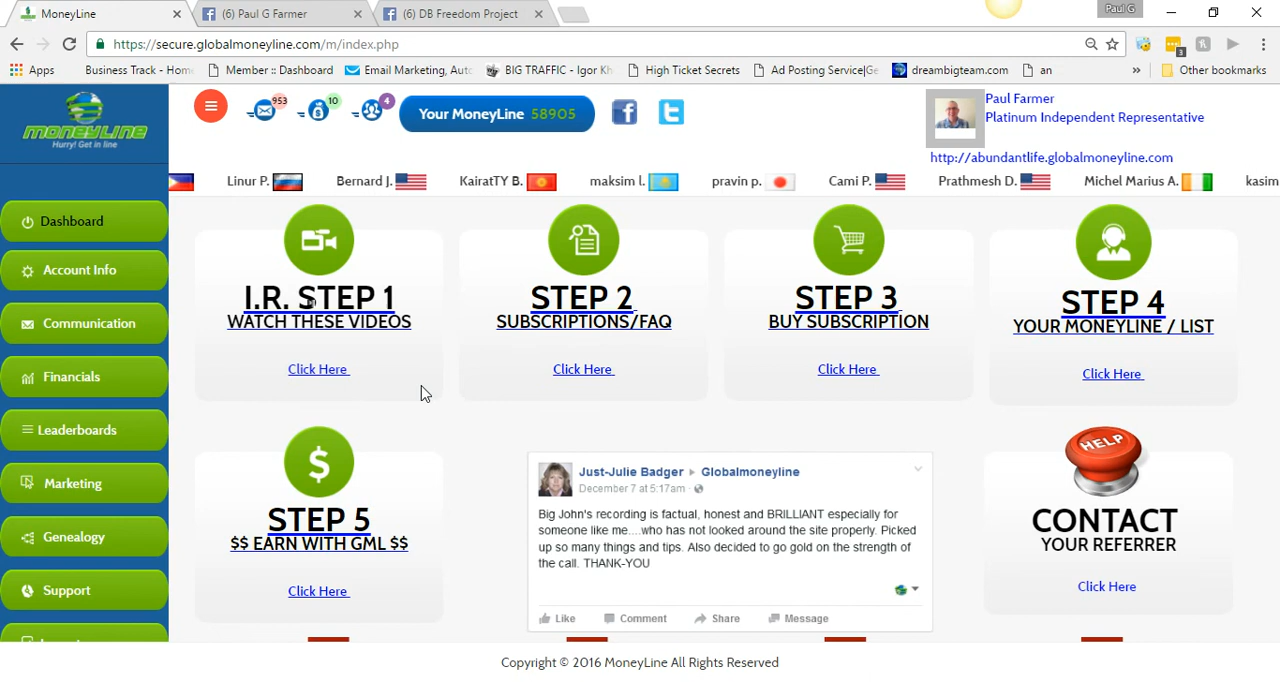 MoneyLine
(6) Paul G Farmer
(6) DB Freedom Project
Paul G
https://secure.globalmoneyline.com/m/index.php
3
Apps Business Track - Home Member :: Dashboard Email Marketing, Auto BIG TRAFFIC - Igor Kh High Ticket Secrets Ad Posting Service|Ge dreambigteam.com an » Other bookmarks
MONEYLINE
Hurry! Get in line
953
10
4
Your MoneyLine 58905
Paul Farmer
Platinum Independent Representative
http://abundantlife.globalmoneyline.com
Linur P. Bernard J. KairatTY B. maksim l. pravin p. Cami P. Prathmesh D. Michel Marius A. kasim
Dashboard
Account Info
Communication
Financials
Leaderboards
Marketing
Genealogy
Support
I.R. STEP 1
WATCH THESE VIDEOS
Click Here
STEP 2
SUBSCRIPTIONS/FAQ
Click Here
STEP 3
BUY SUBSCRIPTION
Click Here
STEP 4
YOUR MONEYLINE / LIST
Click Here
STEP 5
$$ EARN WITH GML $$
Click Here
Just-Julie Badger ▸ Globalmoneyline
December 7 at 5:17am
Big John's recording is factual, honest and BRILLIANT especially for
someone like me....who has not looked around the site properly. Picked
up so many things and tips. Also decided to go gold on the strength of
the call. THANK-YOU
Like Comment Share Message
HELP
CONTACT
YOUR REFERRER
Click Here
Copyright © 2016 MoneyLine All Rights Reserved